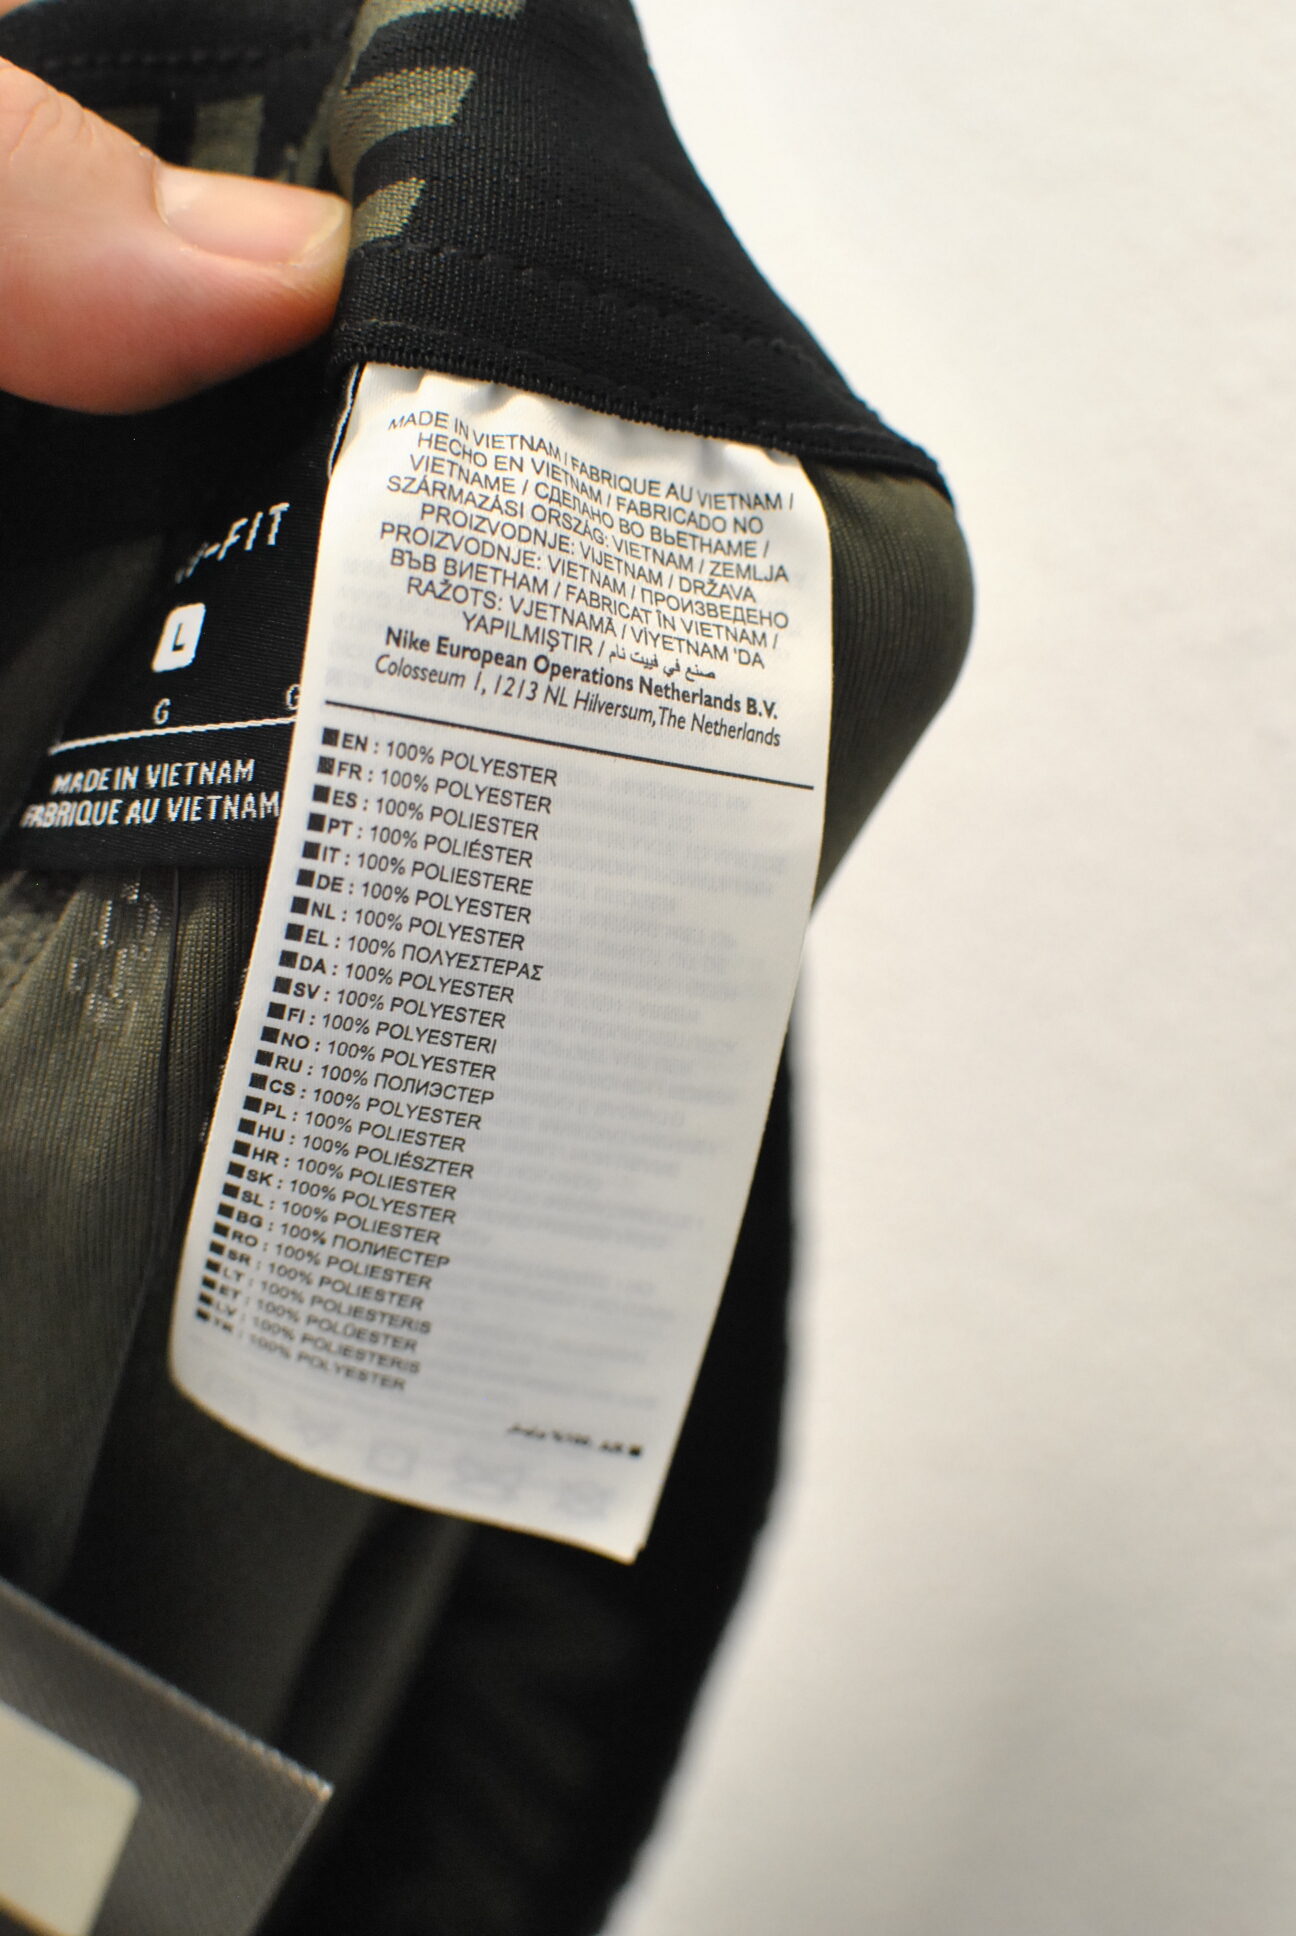 MADE IN VIETNAM / FABRIQUE AU VIETNAM /
HECHO EN VIETNAM / FABRICADO NO
VIETNAME / СДЕЛАНО ВО ВЬЕТНАМЕ /
SZÁRMAZÁSI ORSZÁG: VIETNAM / ZEMLJA
PROIZVODNJE: VIJETNAM / DRŽAVA
PROIZVODNJE: VIETNAM / ПРОИЗВЕДЕНО
ВЪВ ВИЕТНАМ / FABRICAT ÎN VIETNAM /
RAŽOTS: VJETNAMĀ / VİYETNAM 'DA
YAPILMIŞTIR / صنع في فييت نام
Nike European Operations Netherlands B.V.
Colosseum 1, 1213 NL Hilversum, The Netherlands
EN : 100% POLYESTER
FR : 100% POLYESTER
ES : 100% POLIESTER
PT : 100% POLIÉSTER
IT : 100% POLIESTERE
DE : 100% POLYESTER
NL : 100% POLYESTER
EL : 100% ΠΟΛΥΕΣΤΕΡΑΣ
DA : 100% POLYESTER
SV : 100% POLYESTER
FI : 100% POLYESTERI
NO : 100% POLYESTER
RU : 100% ПОЛИЭСТЕР
CS : 100% POLYESTER
PL : 100% POLIESTER
HU : 100% POLIÉSZTER
HR : 100% POLIESTER
SK : 100% POLYESTER
SL : 100% POLIESTER
BG : 100% ПОЛИЕСТЕР
RO : 100% POLIESTER
SR : 100% POLIESTER
LT : 100% POLIESTERIS
ET : 100% POLÜESTER
LV : 100% POLIESTERIS
TR : 100% POLYESTER
-FIT
L
G G
MADE IN VIETNAM
FABRIQUE AU VIETNAM